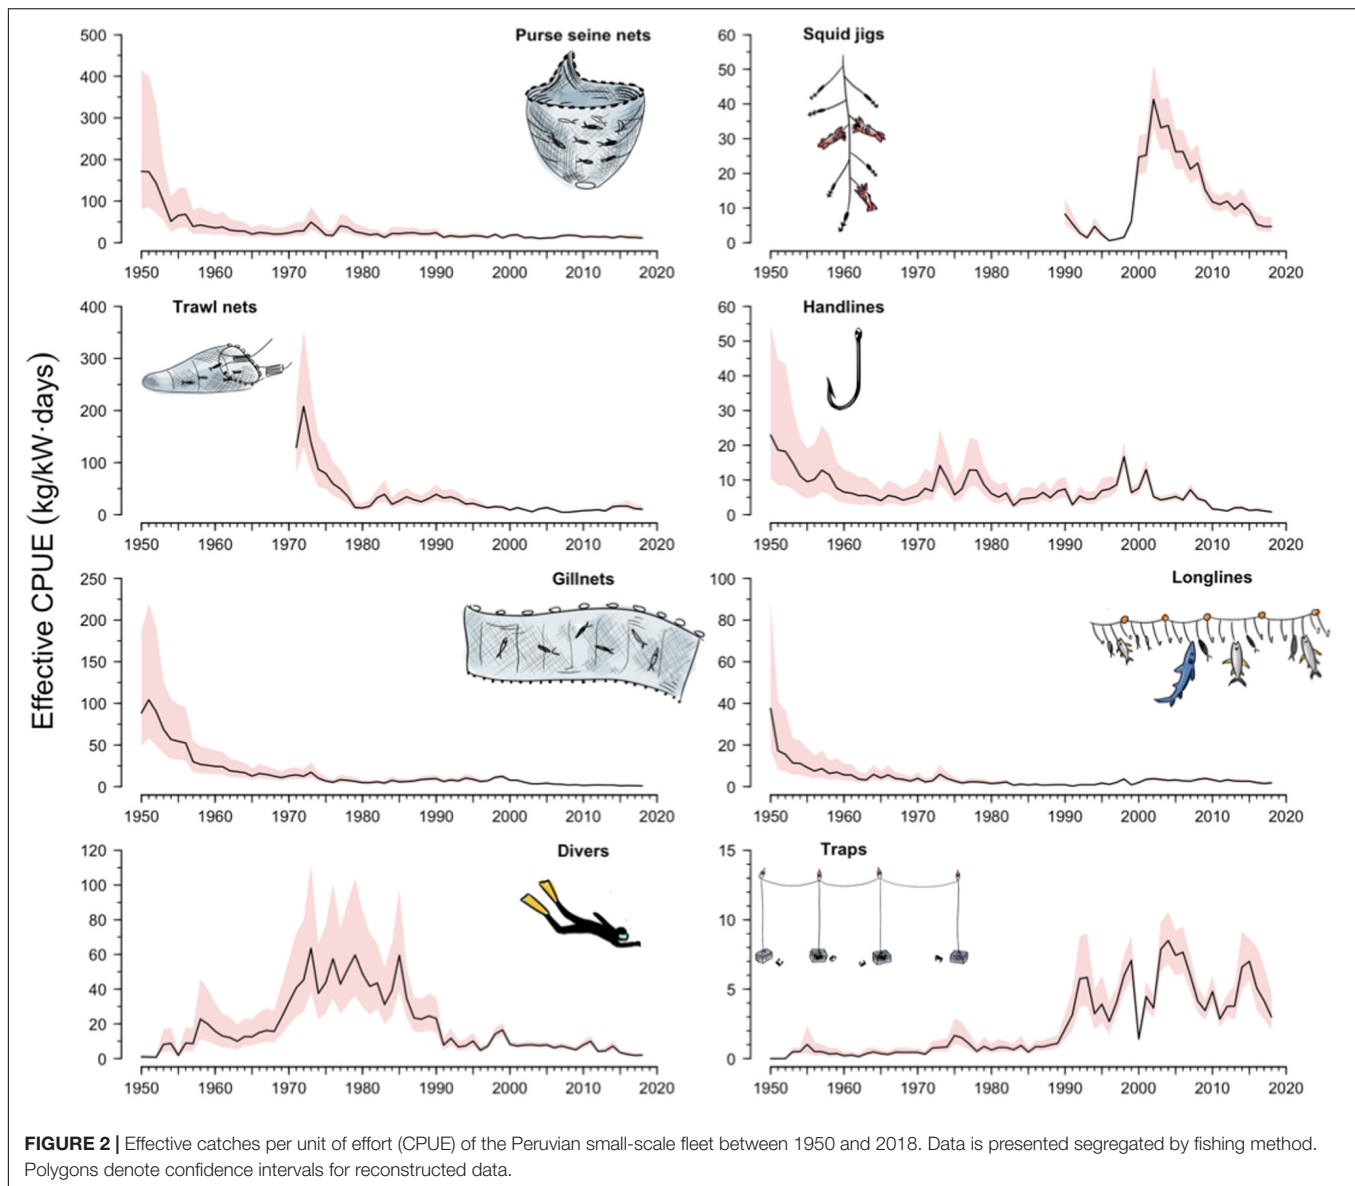 Effective CPUE (kg/kW·days)
Purse seine nets
500
400
300
200
100
0
1950 1960 1970 1980 1990 2000 2010 2020
Squid jigs
60
50
40
30
20
10
0
1950 1960 1970 1980 1990 2000 2010 2020
Trawl nets
400
300
200
100
0
1950 1960 1970 1980 1990 2000 2010 2020
Handlines
60
50
40
30
20
10
0
1950 1960 1970 1980 1990 2000 2010 2020
Gillnets
250
200
150
100
50
0
1950 1960 1970 1980 1990 2000 2010 2020
Longlines
100
80
60
40
20
0
1950 1960 1970 1980 1990 2000 2010 2020
Divers
120
100
80
60
40
20
0
1950 1960 1970 1980 1990 2000 2010 2020
Traps
15
10
5
0
1950 1960 1970 1980 1990 2000 2010 2020
FIGURE 2 | Effective catches per unit of effort (CPUE) of the Peruvian small-scale fleet between 1950 and 2018. Data is presented segregated by fishing method.
Polygons denote confidence intervals for reconstructed data.